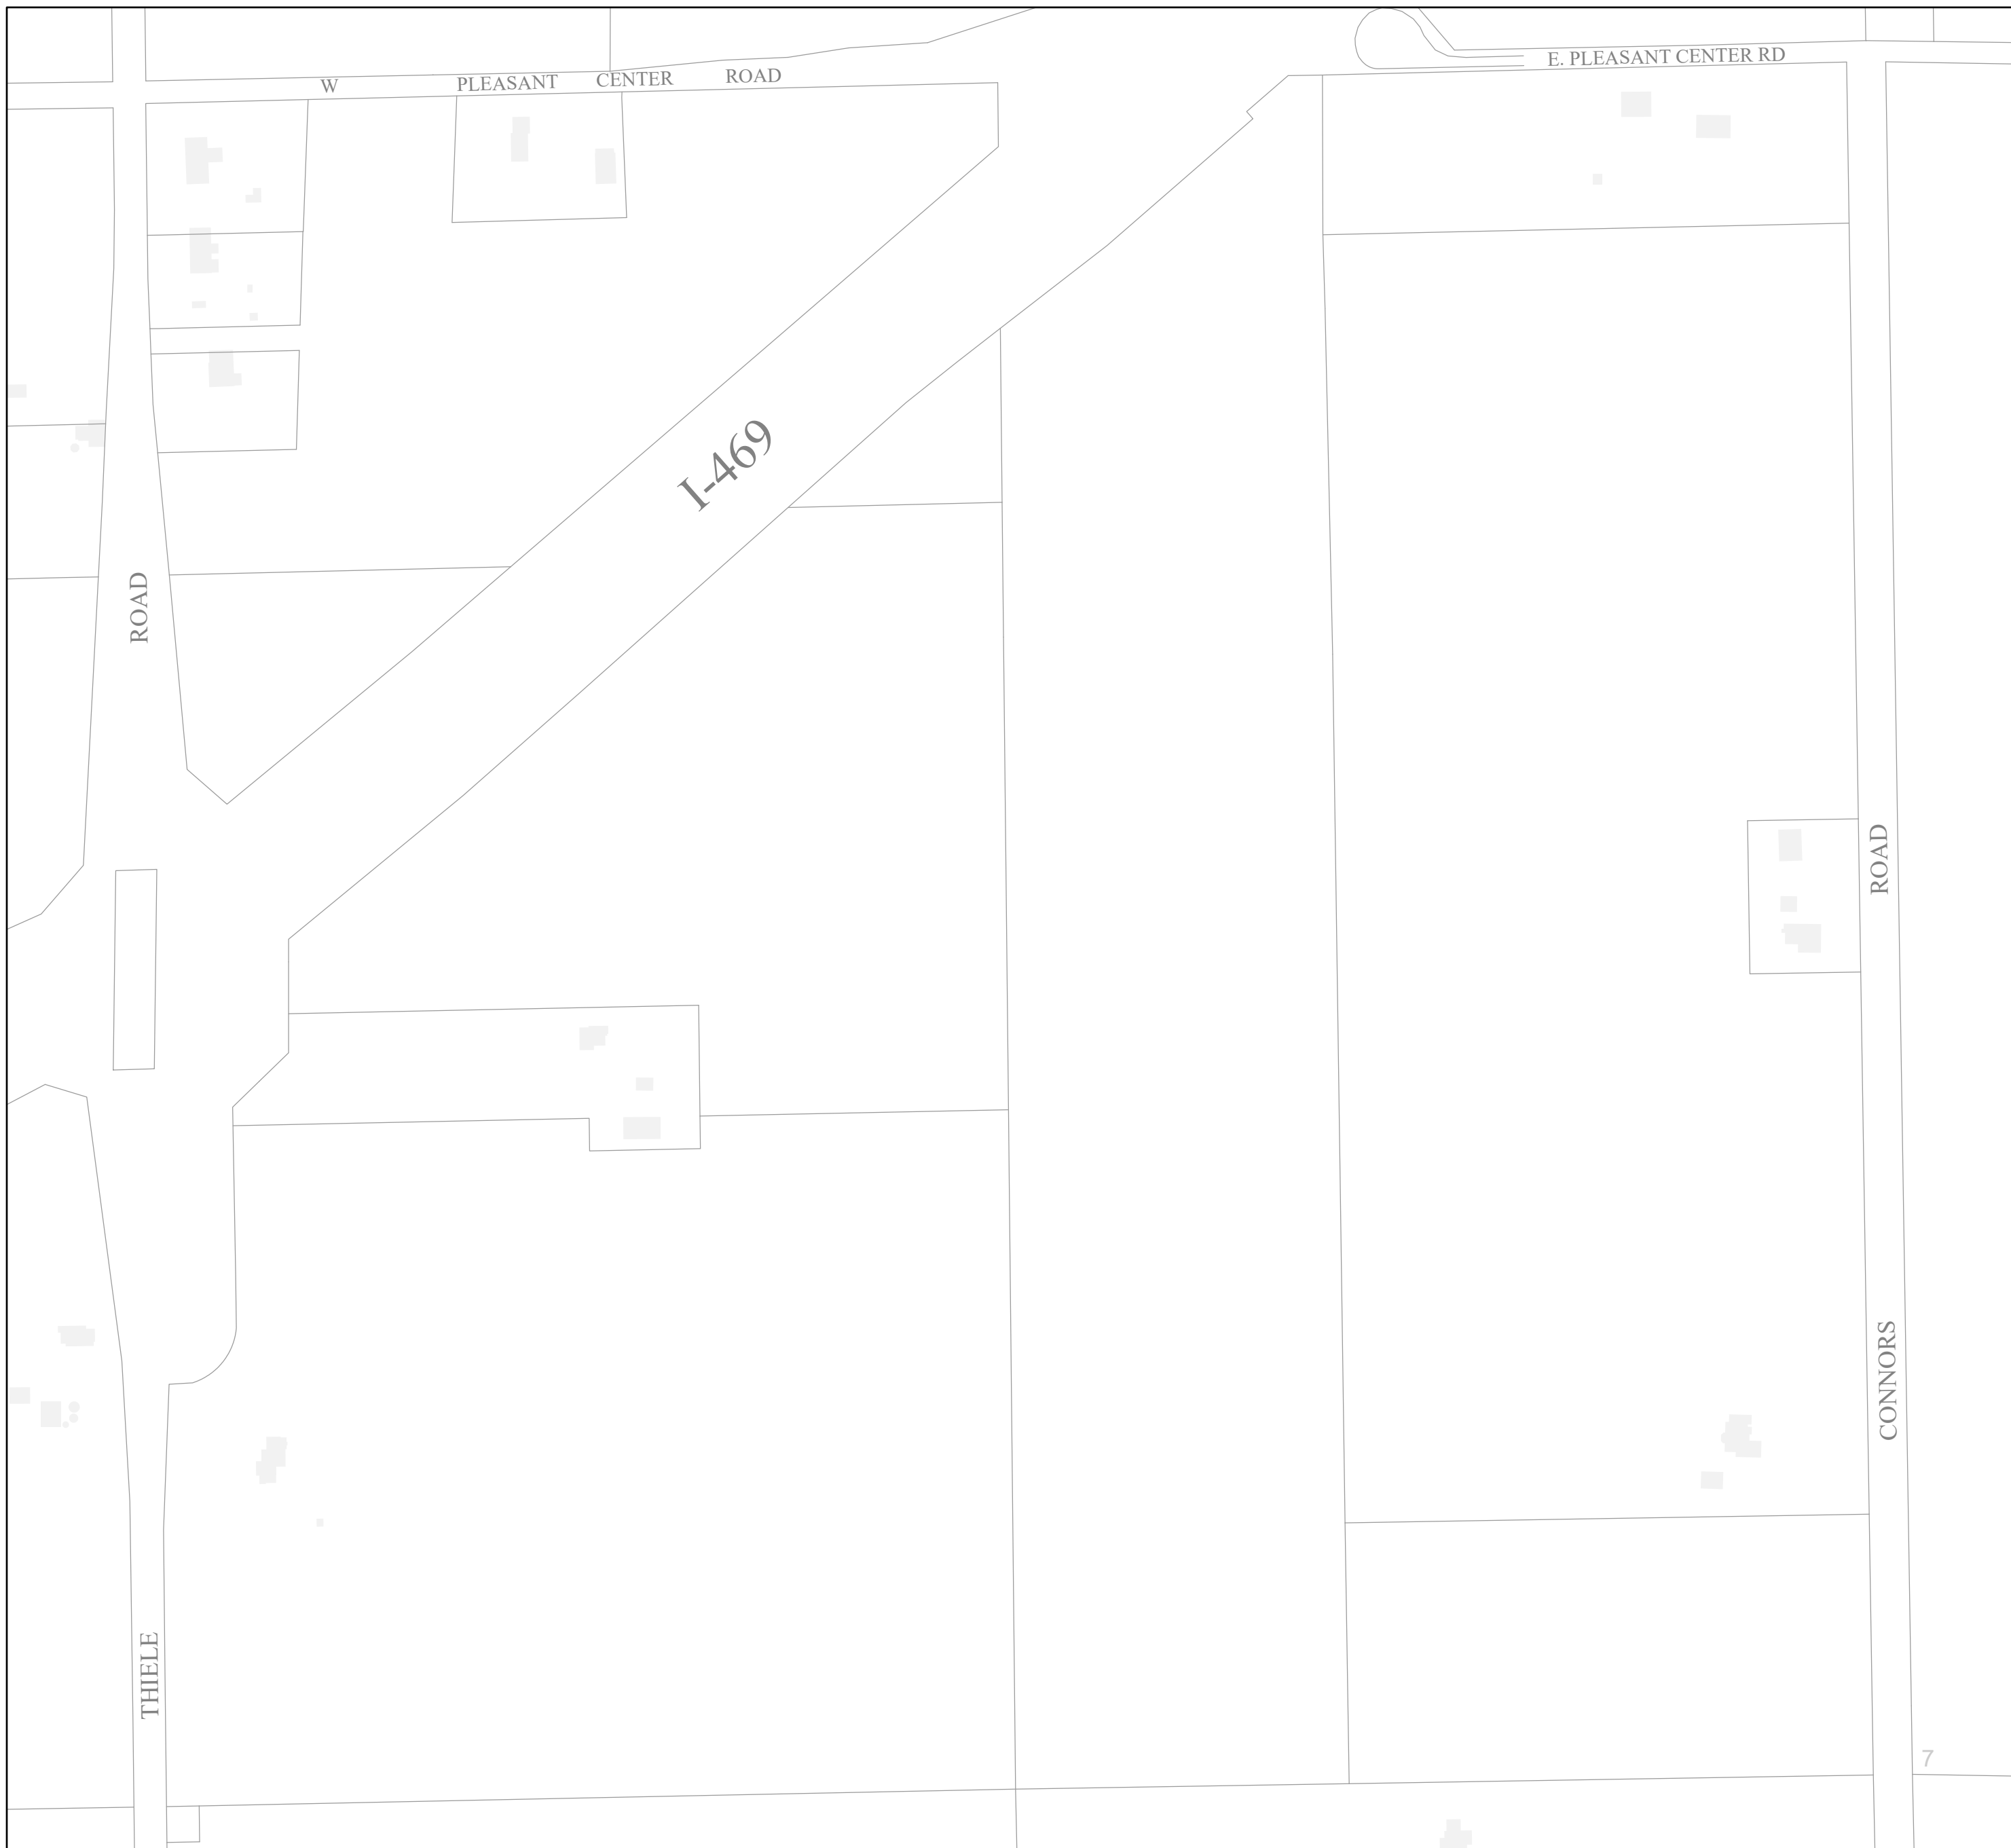 W PLEASANT CENTER ROAD
E. PLEASANT CENTER RD
I-469
ROAD
THIELE
ROAD
CONNORS
7